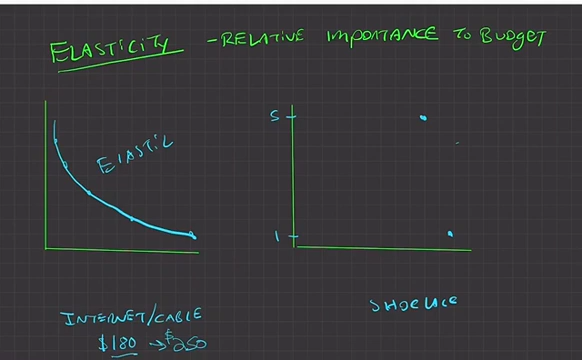 ELASTICITY - RELATIVE IMPORTANCE TO BUDGET
ELASTIC
5
1
INTERNET/CABLE
$180 → $250
SHOELACE